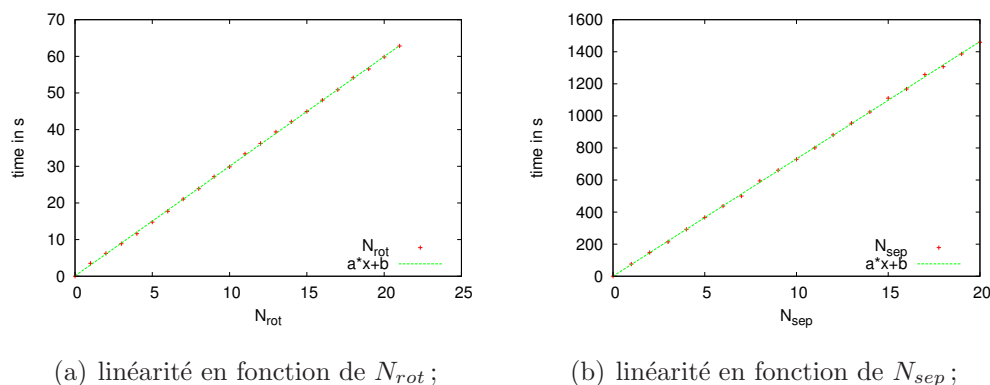 70
60
50
40
30
20
10
0
time in s
0 5 10 15 20 25
N_rot
N_rot
a*x+b
1600
1400
1200
1000
800
600
400
200
0
time in s
0 5 10 15 20
N_sep
N_sep
a*x+b
(a) linéarité en fonction de N_rot ;
(b) linéarité en fonction de N_sep ;